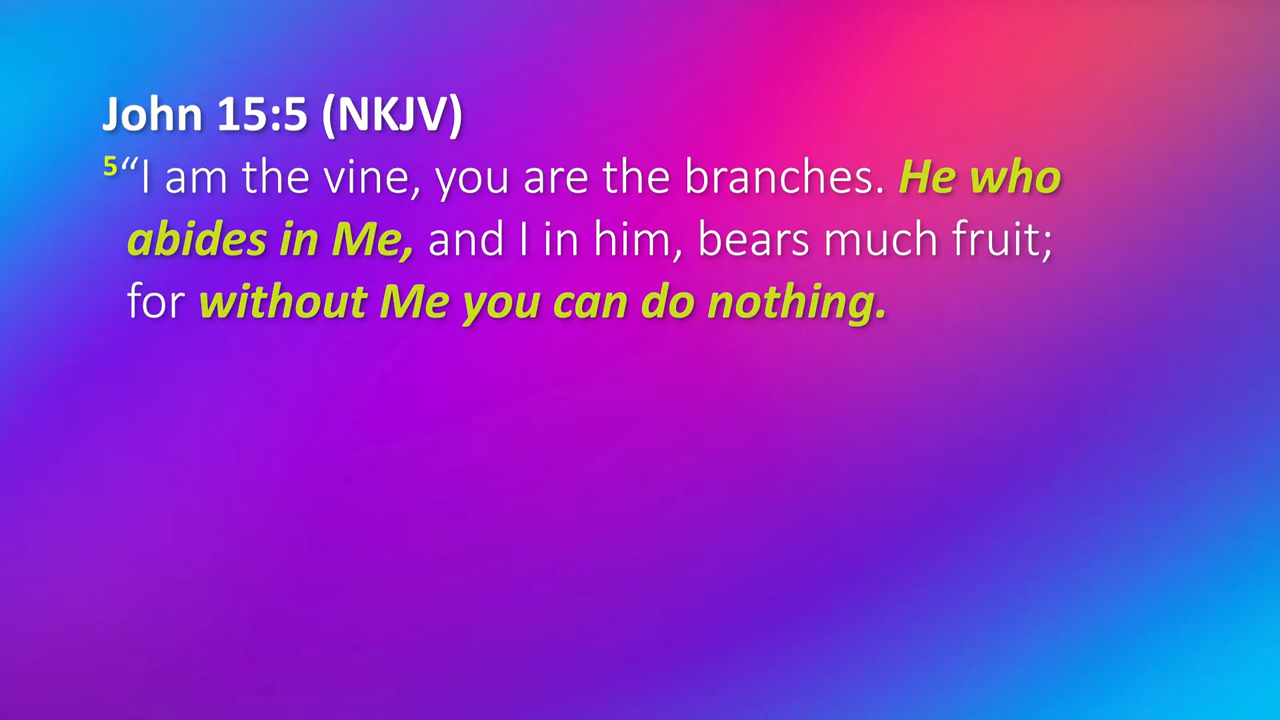 John 15:5 (NKJV)
5“I am the vine, you are the branches. He who
abides in Me, and I in him, bears much fruit;
for without Me you can do nothing.